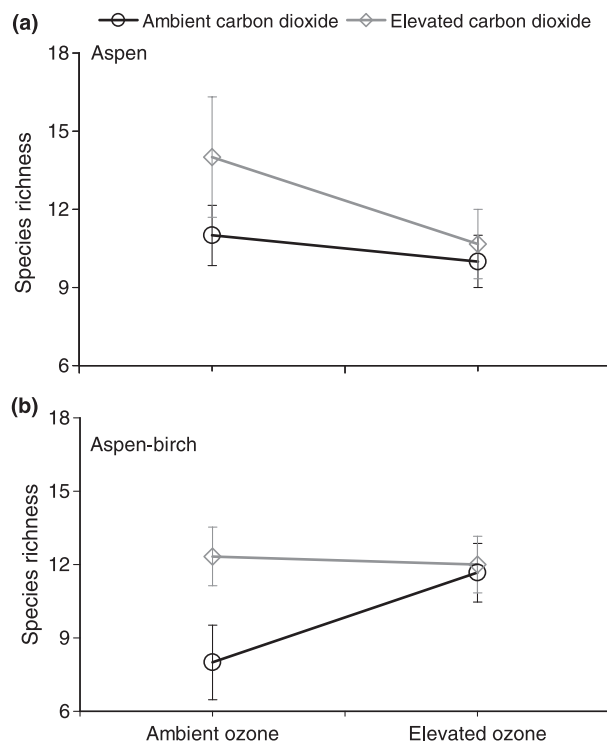 (a)
Ambient carbon dioxide Elevated carbon dioxide
18
Aspen
15
12
9
6
Species richness
(b)
18
Aspen-birch
15
12
9
6
Species richness
Ambient ozone Elevated ozone